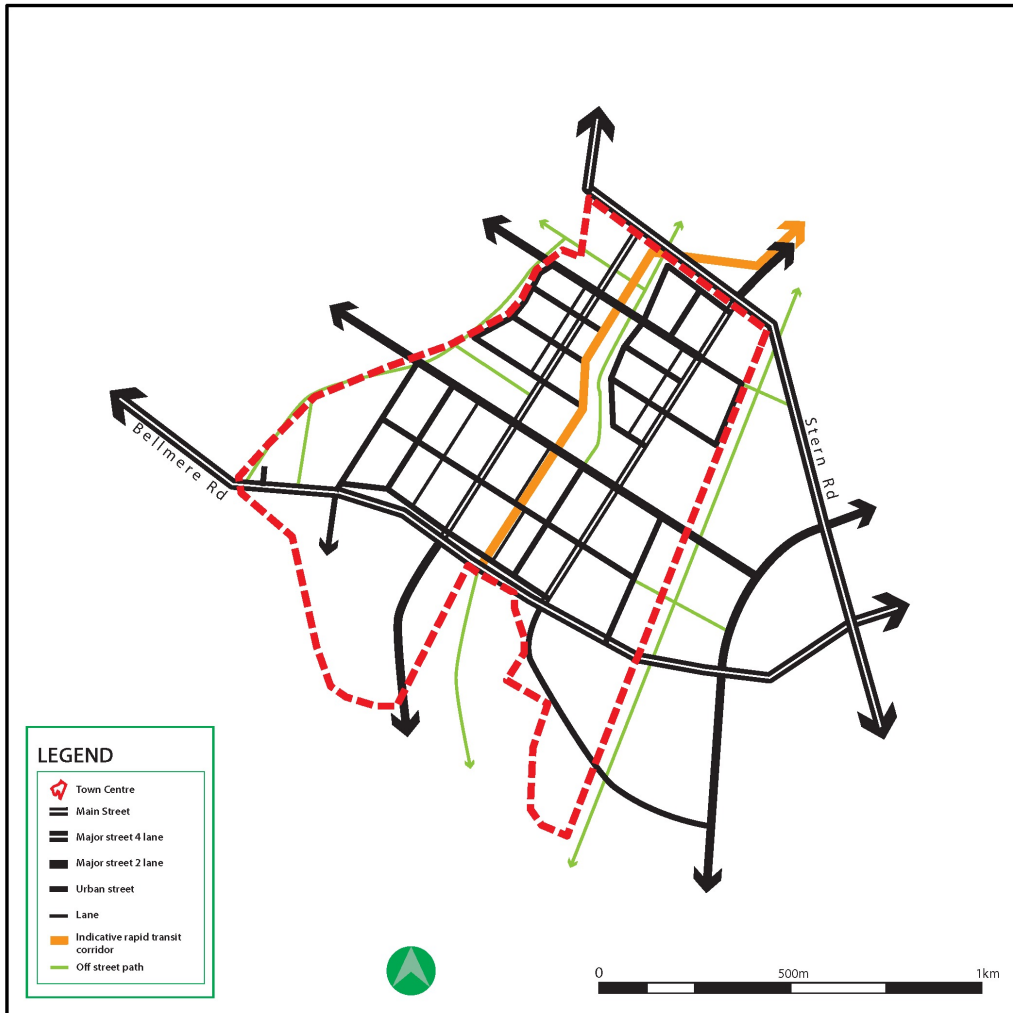 Bellmere Rd
Stern Rd
LEGEND
Town Centre
Main Street
Major street 4 lane
Major street 2 lane
Urban street
Lane
Indicative rapid transit
corridor
Off street path
0 500m 1km